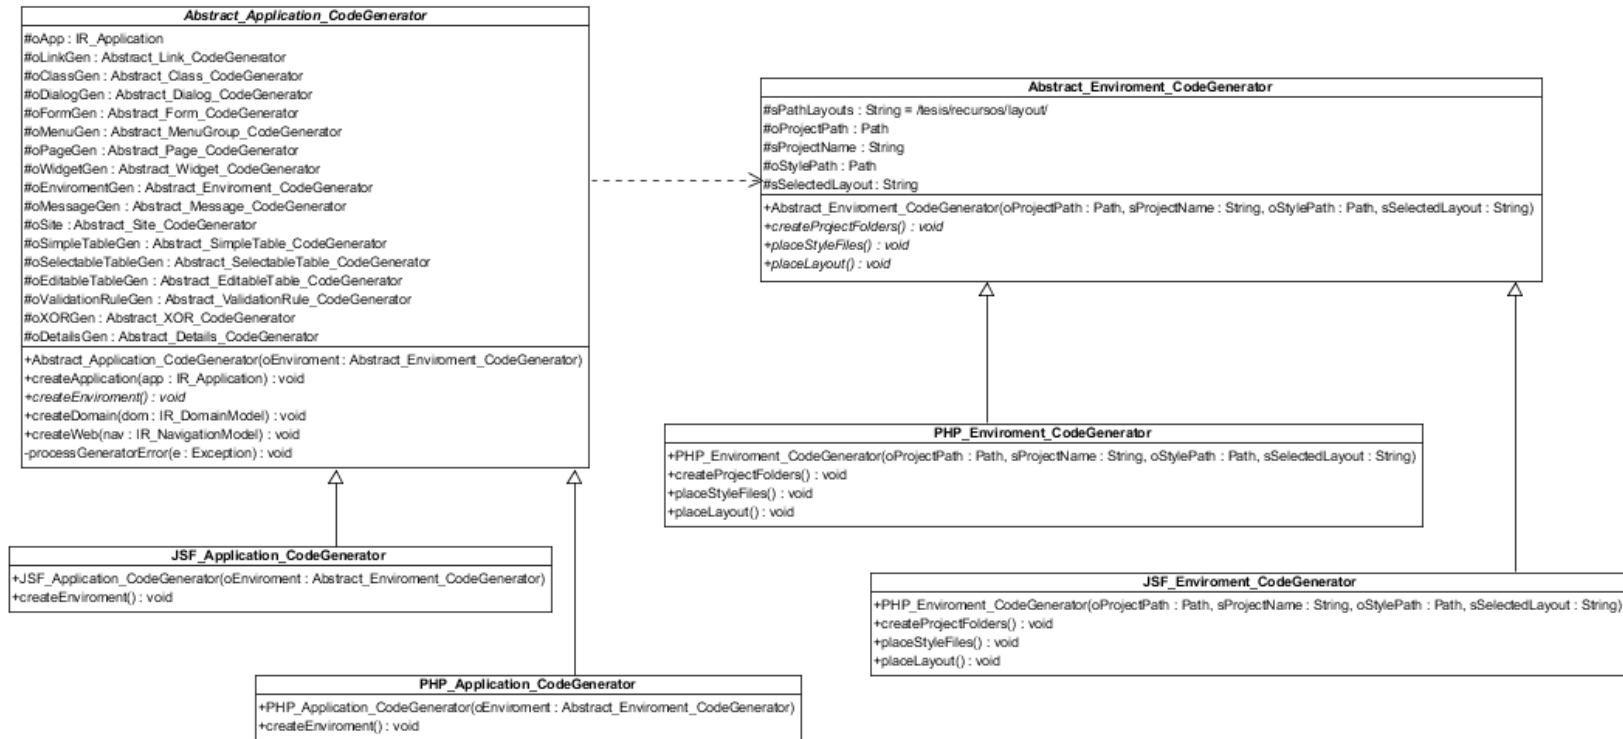 Abstract_Application_CodeGenerator
#oApp : IR_Application
#oLinkGen : Abstract_Link_CodeGenerator
#oClassGen : Abstract_Class_CodeGenerator
#oDialogGen : Abstract_Dialog_CodeGenerator
#oFormGen : Abstract_Form_CodeGenerator
#oMenuGen : Abstract_MenuGroup_CodeGenerator
#oPageGen : Abstract_Page_CodeGenerator
#oWidgetGen : Abstract_Widget_CodeGenerator
#oEnviromentGen : Abstract_Enviroment_CodeGenerator
#oMessageGen : Abstract_Message_CodeGenerator
#oSite : Abstract_Site_CodeGenerator
#oSimpleTableGen : Abstract_SimpleTable_CodeGenerator
#oSelectableTableGen : Abstract_SelectableTable_CodeGenerator
#oEditableTableGen : Abstract_EditableTable_CodeGenerator
#oValidationRuleGen : Abstract_ValidationRule_CodeGenerator
#oXORGen : Abstract_XOR_CodeGenerator
#oDetailsGen : Abstract_Details_CodeGenerator
+Abstract_Application_CodeGenerator(oEnviroment : Abstract_Enviroment_CodeGenerator)
+createApplication(app : IR_Application) : void
+createEnviroment() : void
+createDomain(dom : IR_DomainModel) : void
+createWeb(nav : IR_NavigationModel) : void
-processGeneratorError(e : Exception) : void
Abstract_Enviroment_CodeGenerator
#sPathLayouts : String = /tesis/recursos/layout/
#oProjectPath : Path
#sProjectName : String
#oStylePath : Path
#sSelectedLayout : String
+Abstract_Enviroment_CodeGenerator(oProjectPath : Path, sProjectName : String, oStylePath : Path, sSelectedLayout : String)
+createProjectFolders() : void
+placeStyleFiles() : void
+placeLayout() : void
PHP_Enviroment_CodeGenerator
+PHP_Enviroment_CodeGenerator(oProjectPath : Path, sProjectName : String, oStylePath : Path, sSelectedLayout : String)
+createProjectFolders() : void
+placeStyleFiles() : void
+placeLayout() : void
JSF_Application_CodeGenerator
+JSF_Application_CodeGenerator(oEnviroment : Abstract_Enviroment_CodeGenerator)
+createEnviroment() : void
JSF_Enviroment_CodeGenerator
+PHP_Enviroment_CodeGenerator(oProjectPath : Path, sProjectName : String, oStylePath : Path, sSelectedLayout : String)
+createProjectFolders() : void
+placeStyleFiles() : void
+placeLayout() : void
PHP_Application_CodeGenerator
+PHP_Application_CodeGenerator(oEnviroment : Abstract_Enviroment_CodeGenerator)
+createEnviroment() : void